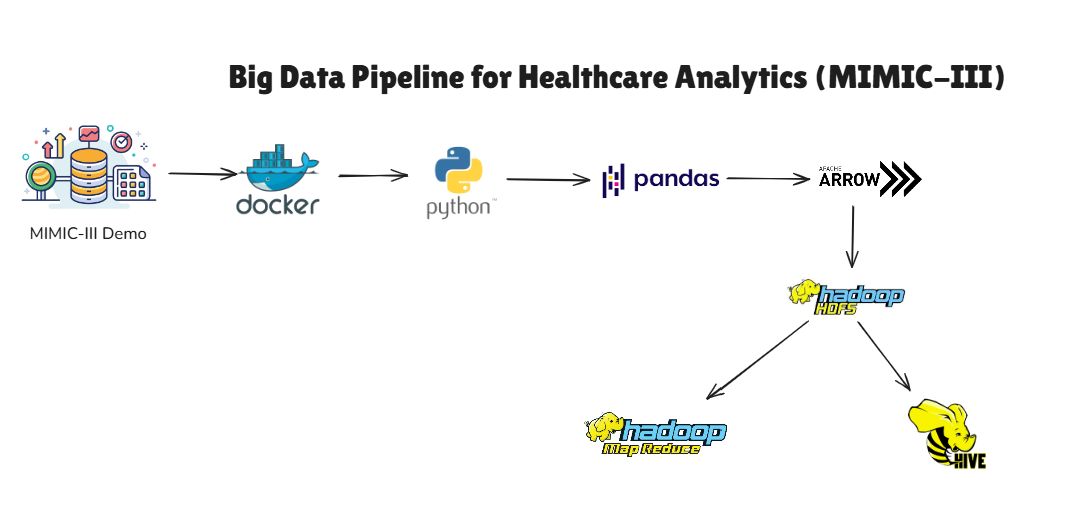 Big Data Pipeline for Healthcare Analytics (MIMIC-III)
MIMIC-III Demo
docker
python™
pandas
APACHE
ARROW
hadoop
HDFS
hadoop
Map Reduce
HIVE